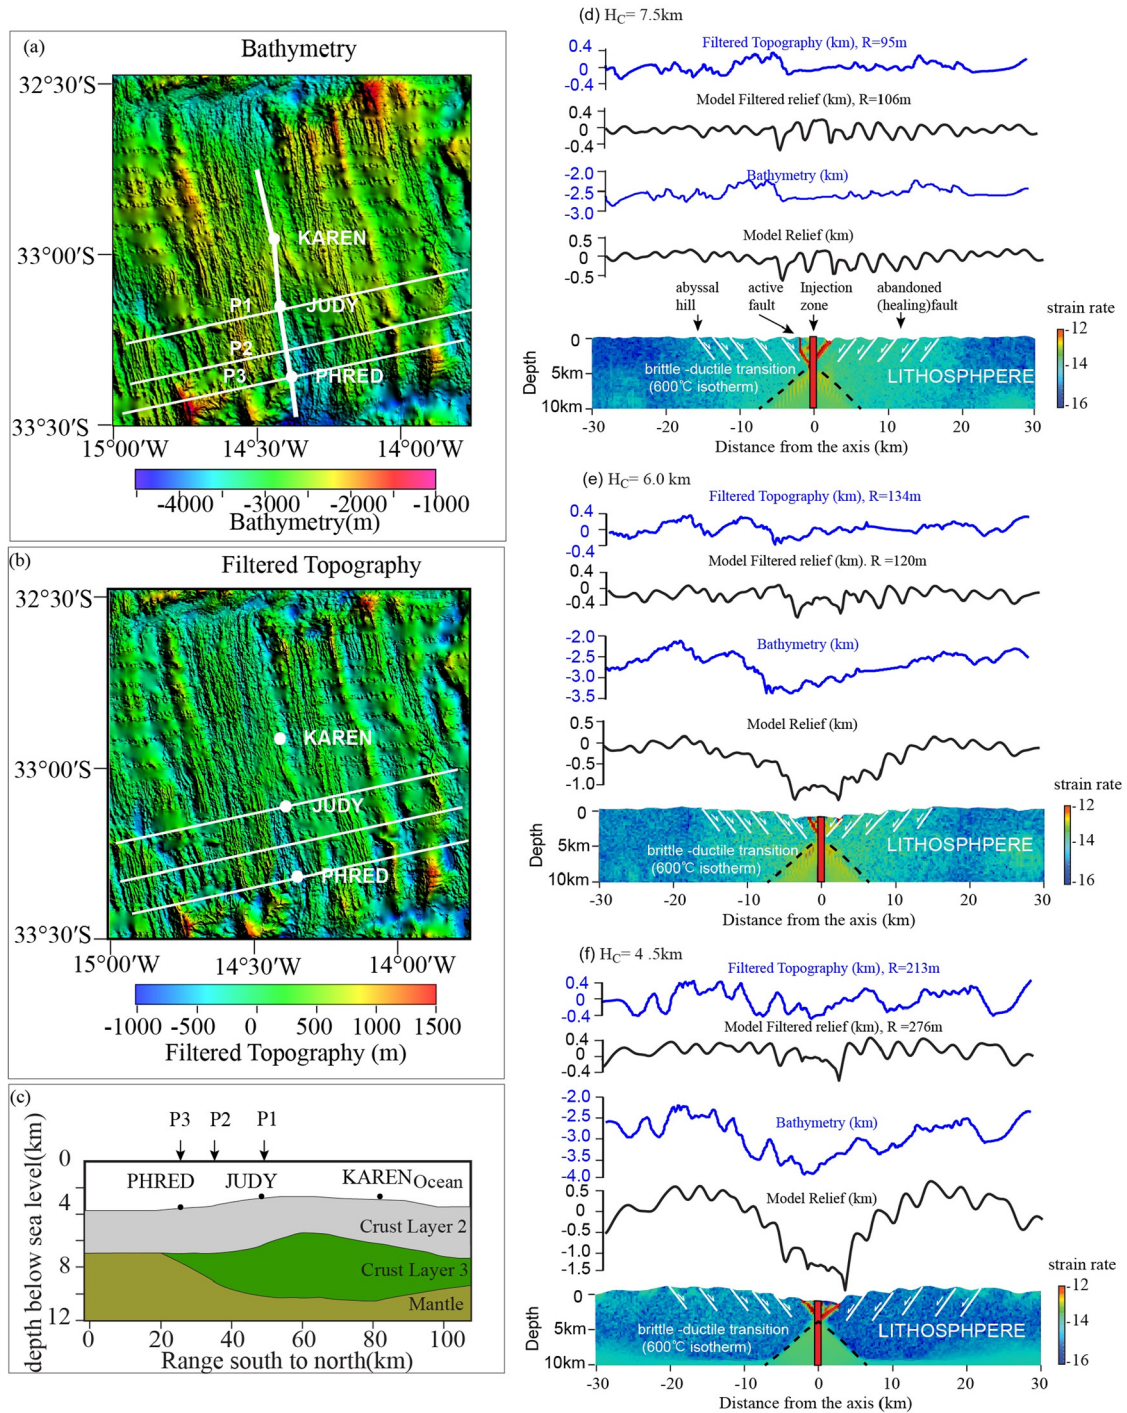 (a)
Bathymetry
32°30'S
33°00'S
33°30'S
KAREN
P1
JUDY
P2
P3
PHRED
15°00'W
14°30'W
14°00'W
-4000
-3000
-2000
-1000
Bathymetry(m)
(b)
Filtered Topography
32°30'S
33°00'S
33°30'S
KAREN
JUDY
PHRED
15°00'W
14°30'W
14°00'W
-1000 -500 0 500 1000 1500
Filtered Topography (m)
(c)
depth below sea level(km)
P3 P2 P1
0
4
8
12
PHRED JUDY KAREN Ocean
Crust Layer 2
Crust Layer 3
Mantle
0 20 40 60 80 100
Range south to north(km)
(d) HC= 7.5km
Filtered Topography (km), R=95m
0.4
0
-0.4
Model Filtered relief (km), R=106m
0.4
0
-0.4
Bathymetry (km)
-2.0
-2.5
-3.0
Model Relief (km)
0.5
0
-0.5
abyssal hill
active fault
Injection zone
abandoned (healing)fault
strain rate
-12
-14
-16
Depth
0
5km
10km
brittle -ductile transition
(600℃ isotherm)
LITHOSPHPERE
-30 -20 -10 0 10 20 30
Distance from the axis (km)
(e) HC= 6.0 km
Filtered Topography (km), R=134m
0.4
0
-0.4
Model Filtered relief (km). R =120m
0.4
0
-0.4
Bathymetry (km)
-2.0
-2.5
-3.0
-3.5
Model Relief (km)
0.5
0
-0.5
-1.0
strain rate
-12
-14
-16
Depth
0
5km
10km
brittle -ductile transition
(600℃ isotherm)
LITHOSPHPERE
-30 -20 -10 0 10 20 30
Distance from the axis (km)
(f) HC= 4 .5km
Filtered Topography (km), R=213m
0.4
0
-0.4
Model Filtered relief (km), R =276m
0.4
0
-0.4
Bathymetry (km)
-2.0
-2.5
-3.0
-3.5
-4.0
Model Relief (km)
0.5
0
-0.5
-1.0
-1.5
strain rate
-12
-14
-16
Depth
0
5km
10km
brittle -ductile transition
(600℃ isotherm)
LITHOSPHPERE
-30 -20 -10 0 10 20 30
Distance from the axis (km)